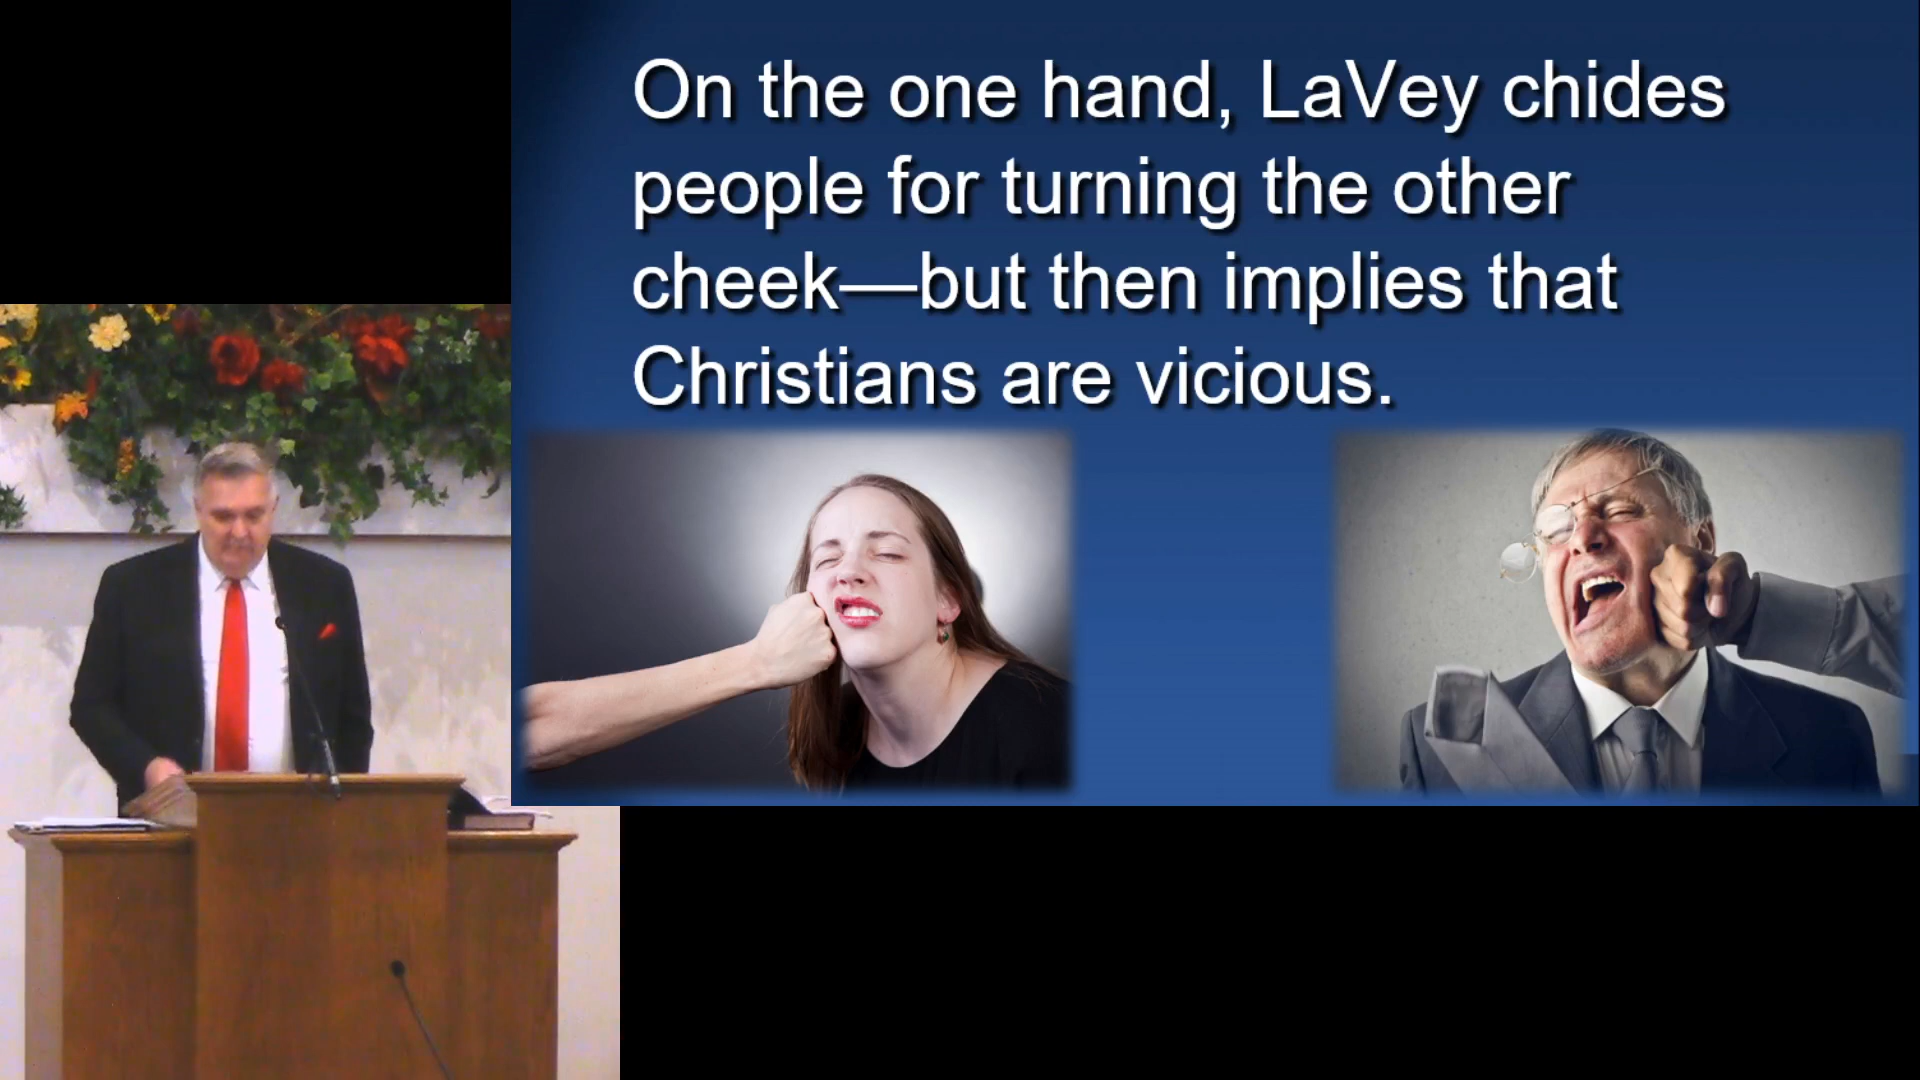 On the one hand, LaVey chides
people for turning the other
cheek—but then implies that
Christians are vicious.